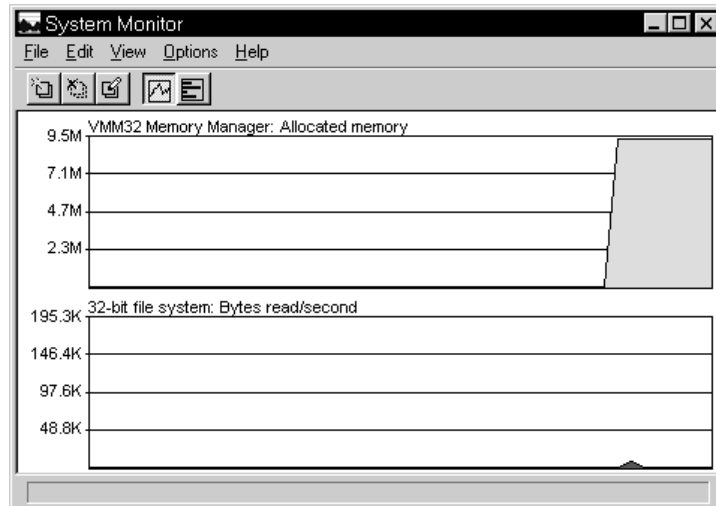 System Monitor
File Edit View Options Help
VMM32 Memory Manager: Allocated memory
9.5M
7.1M
4.7M
2.3M
32-bit file system: Bytes read/second
195.3K
146.4K
97.6K
48.8K